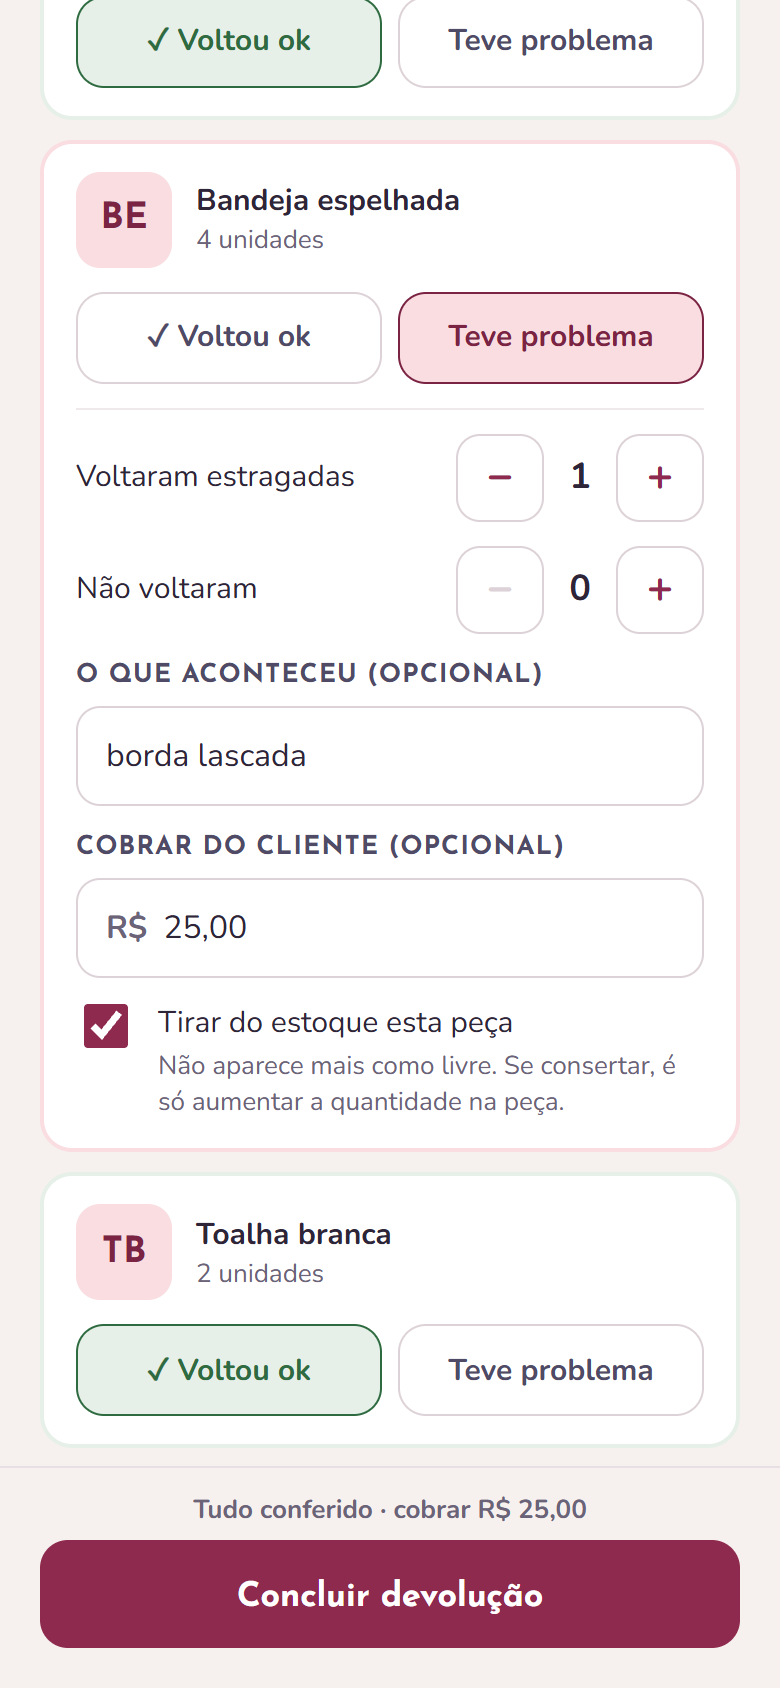 ✓ Voltou ok
Teve problema
BE
Bandeja espelhada
4 unidades
✓ Voltou ok
Teve problema
Voltaram estragadas
− 1 +
Não voltaram
− 0 +
O QUE ACONTECEU (OPCIONAL)
borda lascada
COBRAR DO CLIENTE (OPCIONAL)
R$ 25,00
Tirar do estoque esta peça
Não aparece mais como livre. Se consertar, é
só aumentar a quantidade na peça.
TB
Toalha branca
2 unidades
✓ Voltou ok
Teve problema
Tudo conferido · cobrar R$ 25,00
Concluir devolução